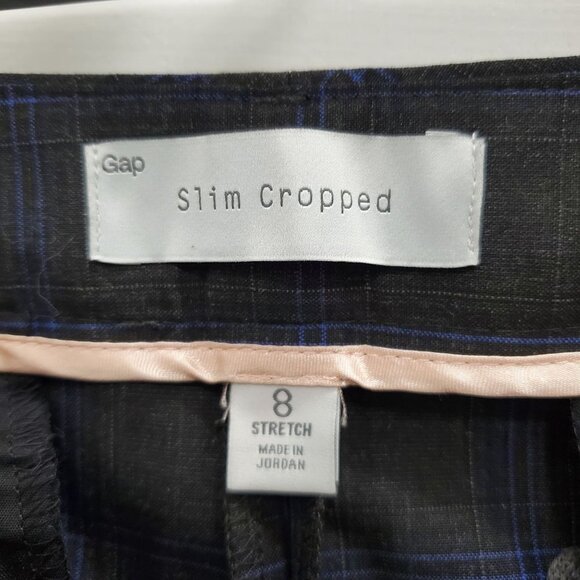 Gap
Slim Cropped
8
STRETCH
MADE IN
JORDAN